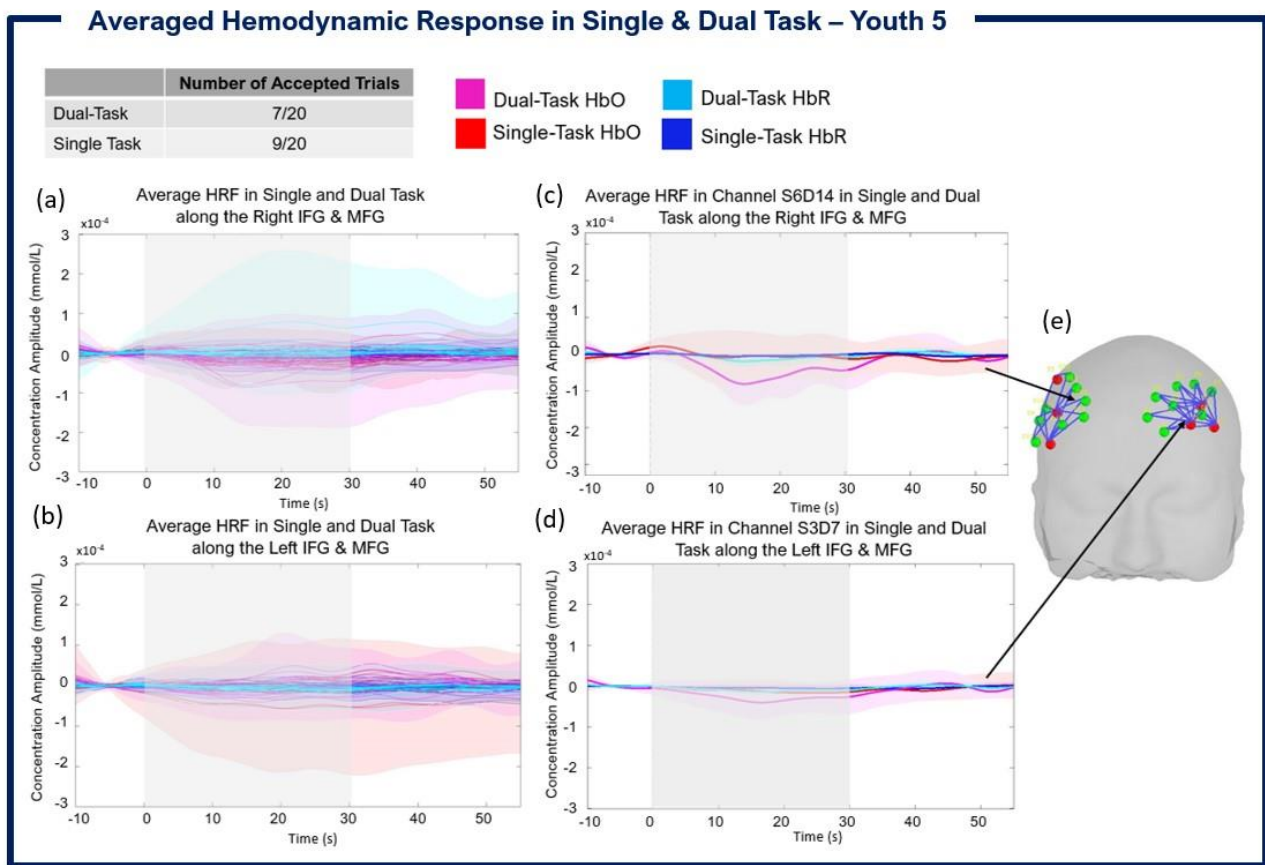 Averaged Hemodynamic Response in Single & Dual Task – Youth 5
Number of Accepted Trials
Dual-Task 7/20
Single Task 9/20
Dual-Task HbO
Dual-Task HbR
Single-Task HbO
Single-Task HbR
(a)
Average HRF in Single and Dual Task
along the Right IFG & MFG
x10⁻⁴
Concentration Amplitude (mmol/L)
3
2
1
0
-1
-2
-3
-10 0 10 20 30 40 50
Time (s)
(c)
Average HRF in Channel S6D14 in Single and Dual
Task along the Right IFG & MFG
x10⁻⁴
Concentration Amplitude (mmol/L)
3
2
1
0
-1
-2
-3
-10 0 10 20 30 40 50
Time (s)
(b)
Average HRF in Single and Dual Task
along the Left IFG & MFG
x10⁻⁴
Concentration Amplitude (mmol/L)
3
2
1
0
-1
-2
-3
-10 0 10 20 30 40 50
Time (s)
(d)
Average HRF in Channel S3D7 in Single and Dual
Task along the Left IFG & MFG
x10⁻⁴
Concentration Amplitude (mmol/L)
3
2
1
0
-1
-2
-3
-10 0 10 20 30 40 50
Time (s)
(e)